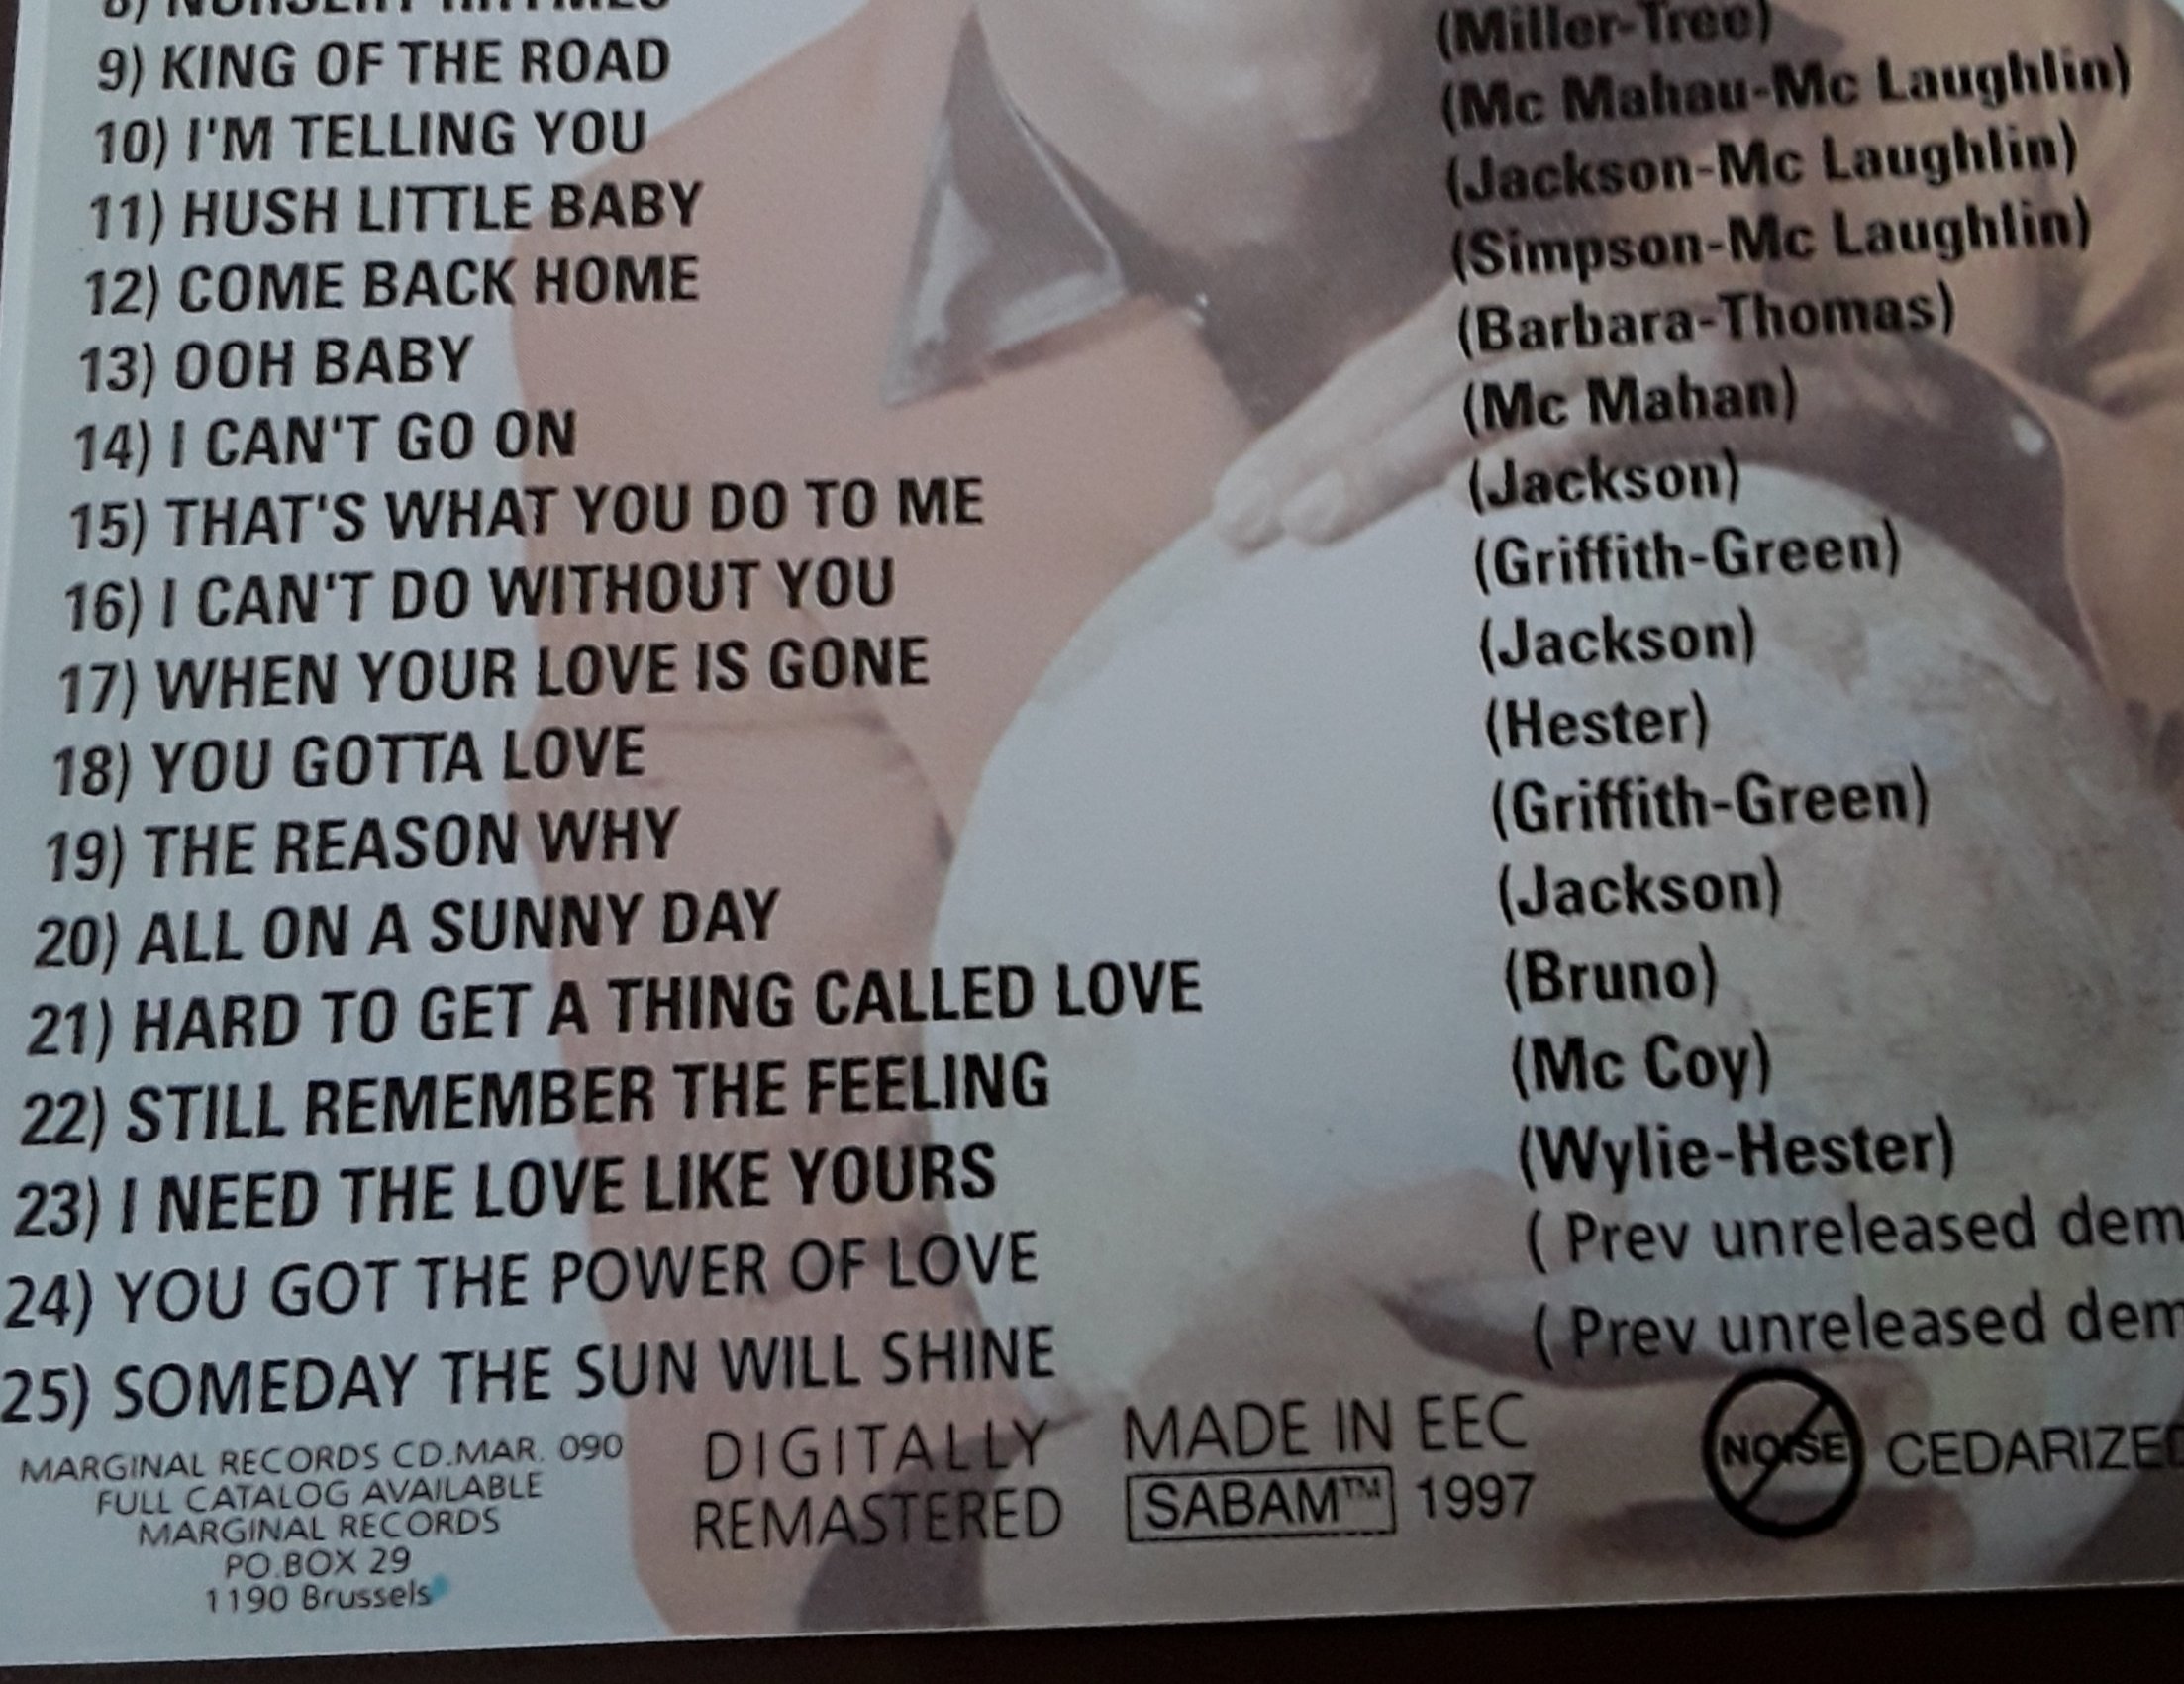 8) NURSERY RHYMES
9) KING OF THE ROAD (Miller-Tree)
10) I'M TELLING YOU (Mc Mahau-Mc Laughlin)
11) HUSH LITTLE BABY (Jackson-Mc Laughlin)
12) COME BACK HOME (Simpson-Mc Laughlin)
13) OOH BABY (Barbara-Thomas)
14) I CAN'T GO ON (Mc Mahan)
15) THAT'S WHAT YOU DO TO ME (Jackson)
16) I CAN'T DO WITHOUT YOU (Griffith-Green)
17) WHEN YOUR LOVE IS GONE (Jackson)
18) YOU GOTTA LOVE (Hester)
19) THE REASON WHY (Griffith-Green)
20) ALL ON A SUNNY DAY (Jackson)
21) HARD TO GET A THING CALLED LOVE (Bruno)
22) STILL REMEMBER THE FEELING (Mc Coy)
23) I NEED THE LOVE LIKE YOURS (Wylie-Hester)
24) YOU GOT THE POWER OF LOVE ( Prev unreleased dem
25) SOMEDAY THE SUN WILL SHINE ( Prev unreleased dem
MARGINAL RECORDS CD.MAR. 090
FULL CATALOG AVAILABLE
MARGINAL RECORDS
PO.BOX 29
1190 Brussels
DIGITALLY
REMASTERED
MADE IN EEC
SABAM™ 1997
NOISE CEDARIZED